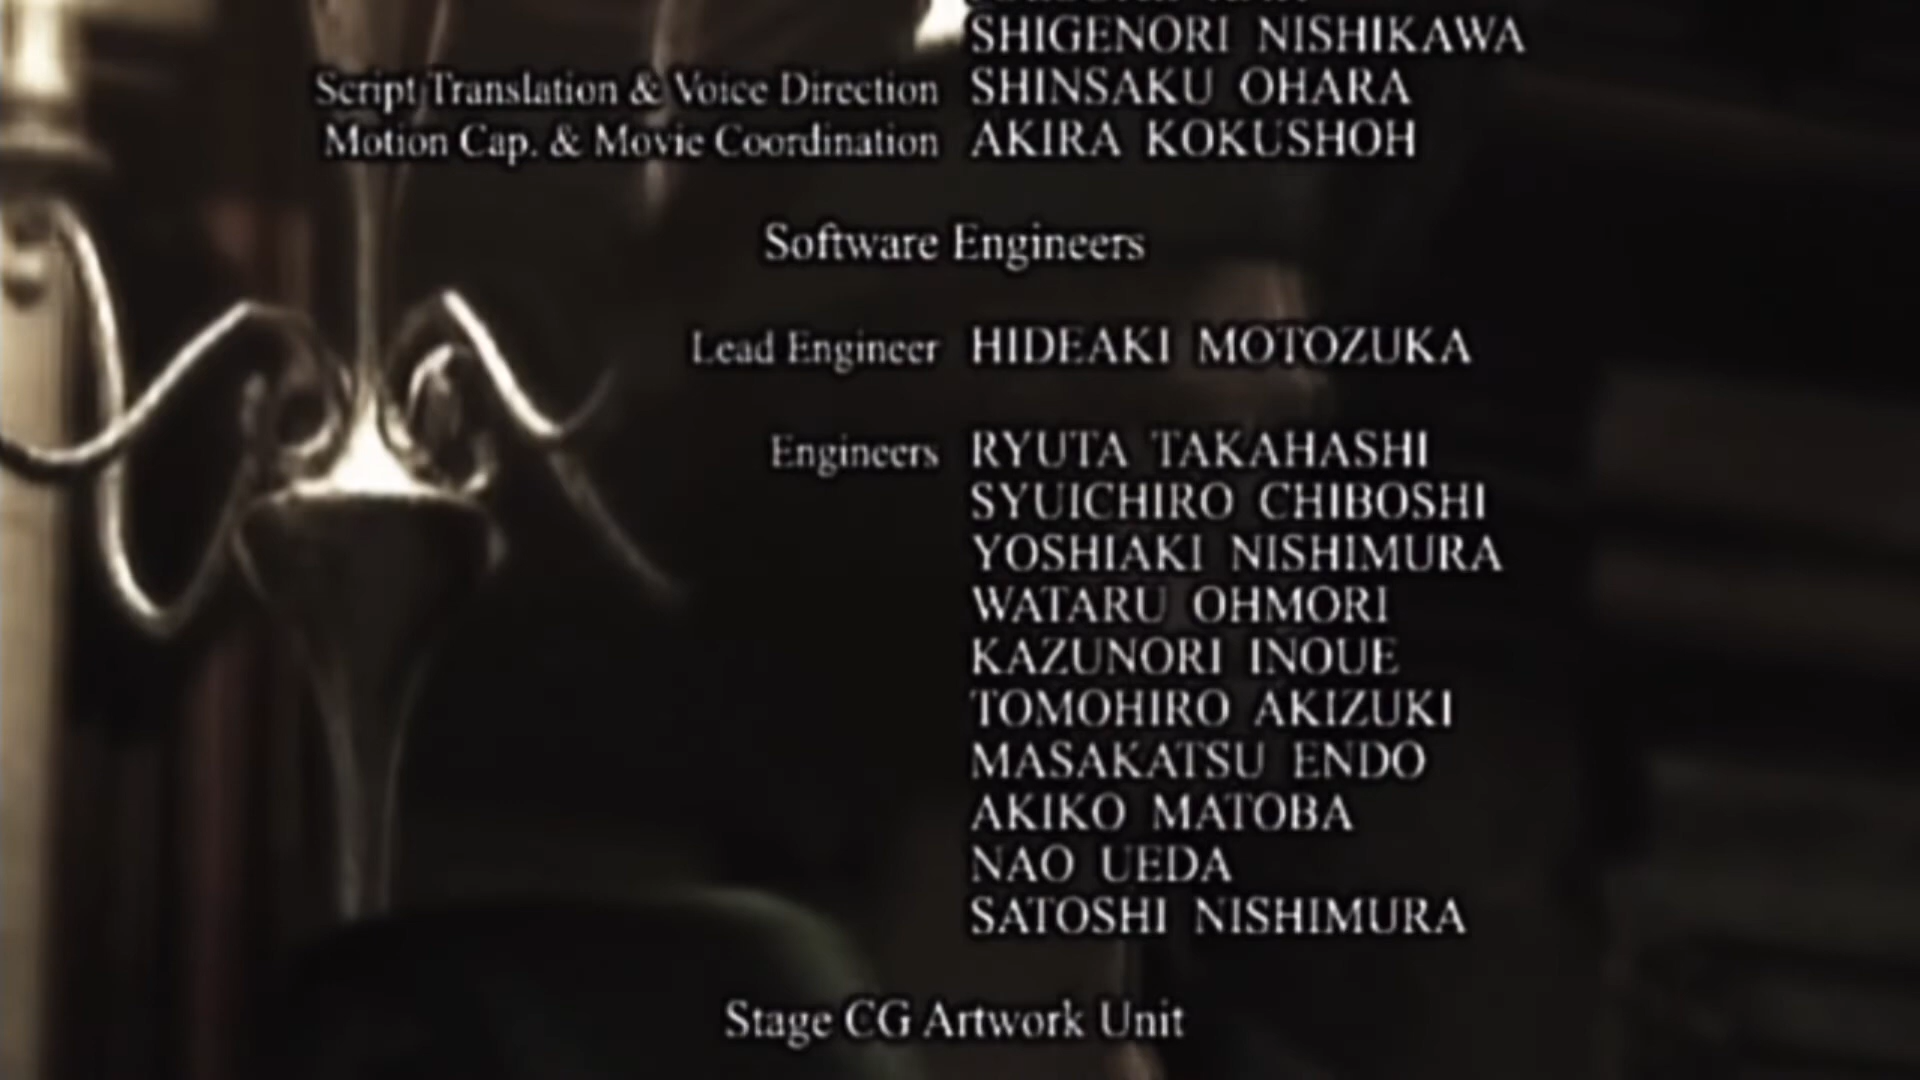 SHIGENORI NISHIKAWA
Script Translation & Voice Direction SHINSAKU OHARA
Motion Cap. & Movie Coordination AKIRA KOKUSHOH
Software Engineers
Lead Engineer HIDEAKI MOTOZUKA
Engineers RYUTA TAKAHASHI
SYUICHIRO CHIBOSHI
YOSHIAKI NISHIMURA
WATARU OHMORI
KAZUNORI INOUE
TOMOHIRO AKIZUKI
MASAKATSU ENDO
AKIKO MATOBA
NAO UEDA
SATOSHI NISHIMURA
Stage CG Artwork Unit